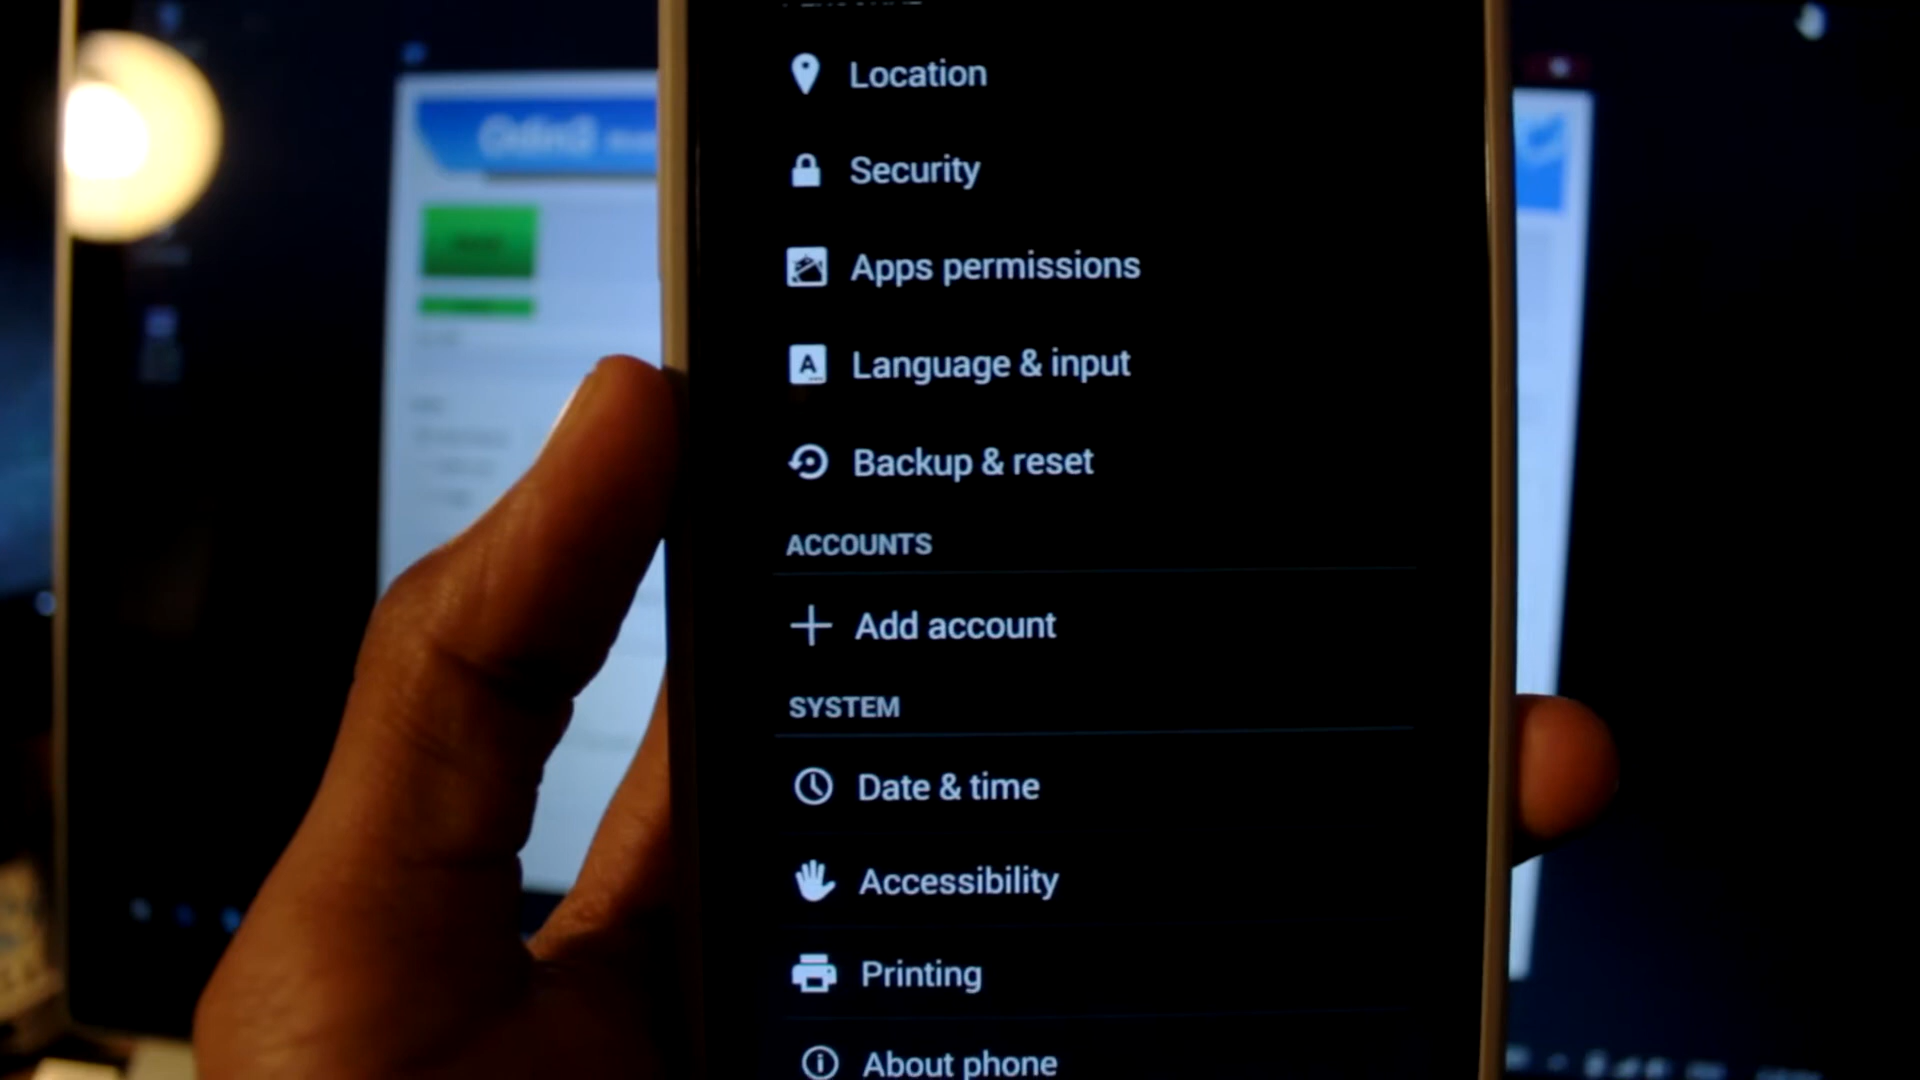 Location
Security
Apps permissions
Language & input
Backup & reset
ACCOUNTS
Add account
SYSTEM
Date & time
Accessibility
Printing
About phone